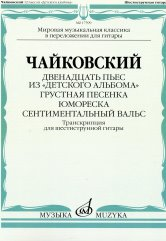 Мировая музыкальная классика
в переложении для гитары
ЧАЙКОВСКИЙ
ДВЕНАДЦАТЬ ПЬЕС
ИЗ «ДЕТСКОГО АЛЬБОМА»
ГРУСТНАЯ ПЕСЕНКА
ЮМОРЕСКА
СЕНТИМЕНТАЛЬНЫЙ ВАЛЬС
Транскрипция
для шестиструнной гитары
МУЗЫКА MUZYKA